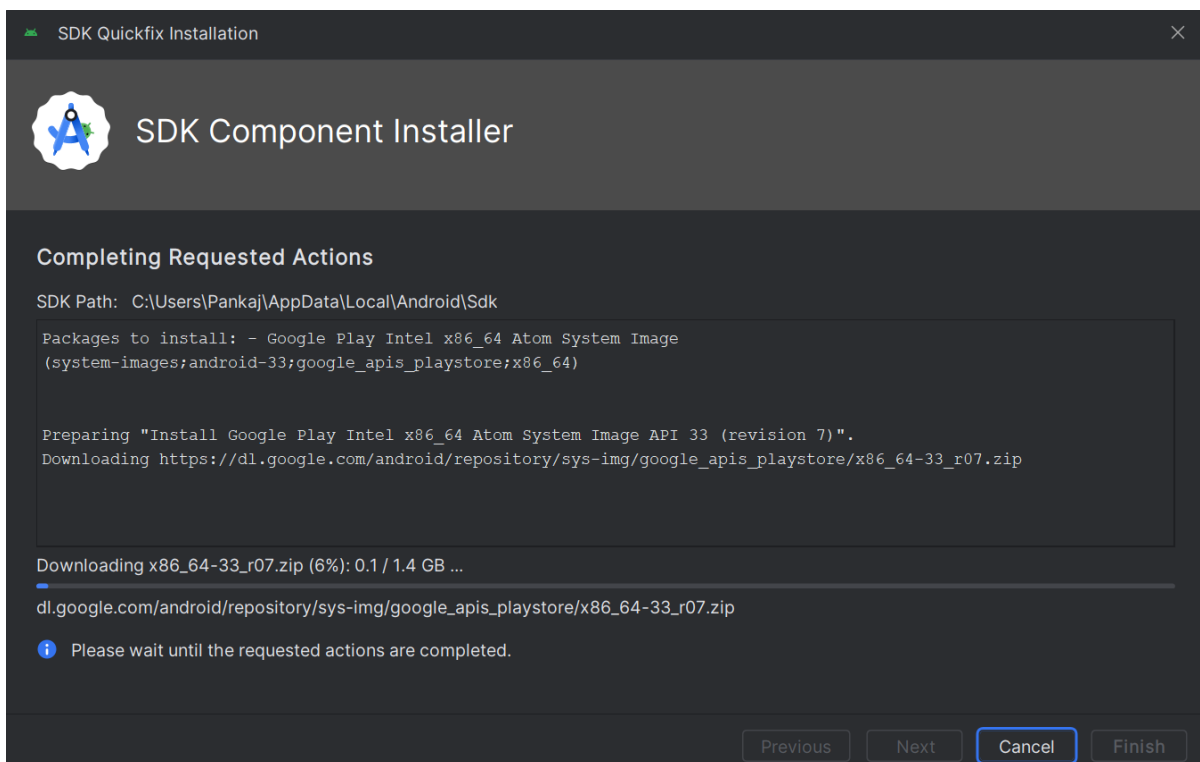 SDK Quickfix Installation
SDK Component Installer
Completing Requested Actions
SDK Path: C:\Users\Pankaj\AppData\Local\Android\Sdk
Packages to install: - Google Play Intel x86_64 Atom System Image
(system-images;android-33;google_apis_playstore;x86_64)
Preparing "Install Google Play Intel x86_64 Atom System Image API 33 (revision 7)".
Downloading https://dl.google.com/android/repository/sys-img/google_apis_playstore/x86_64-33_r07.zip
Downloading x86_64-33_r07.zip (6%): 0.1 / 1.4 GB ...
dl.google.com/android/repository/sys-img/google_apis_playstore/x86_64-33_r07.zip
Please wait until the requested actions are completed.
Previous Next Cancel Finish